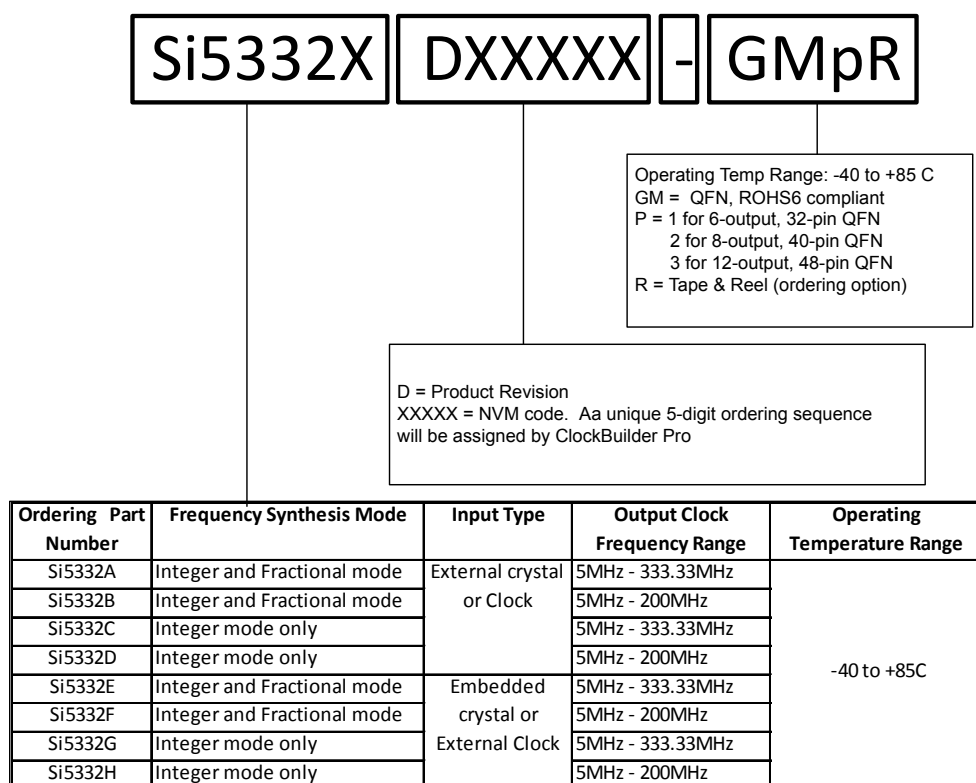 Si5332X DXXXXX - GMpR
Operating Temp Range: -40 to +85 C
GM = QFN, ROHS6 compliant
P = 1 for 6-output, 32-pin QFN
2 for 8-output, 40-pin QFN
3 for 12-output, 48-pin QFN
R = Tape & Reel (ordering option)
D = Product Revision
XXXXX = NVM code. Aa unique 5-digit ordering sequence
will be assigned by ClockBuilder Pro
Ordering Part Frequency Synthesis Mode Input Type Output Clock Operating
Number Frequency Range Temperature Range
Si5332A Integer and Fractional mode External crystal 5MHz - 333.33MHz
Si5332B Integer and Fractional mode or Clock 5MHz - 200MHz
Si5332C Integer mode only 5MHz - 333.33MHz
Si5332D Integer mode only 5MHz - 200MHz
-40 to +85C
Si5332E Integer and Fractional mode Embedded 5MHz - 333.33MHz
Si5332F Integer and Fractional mode crystal or 5MHz - 200MHz
Si5332G Integer mode only External Clock 5MHz - 333.33MHz
Si5332H Integer mode only 5MHz - 200MHz